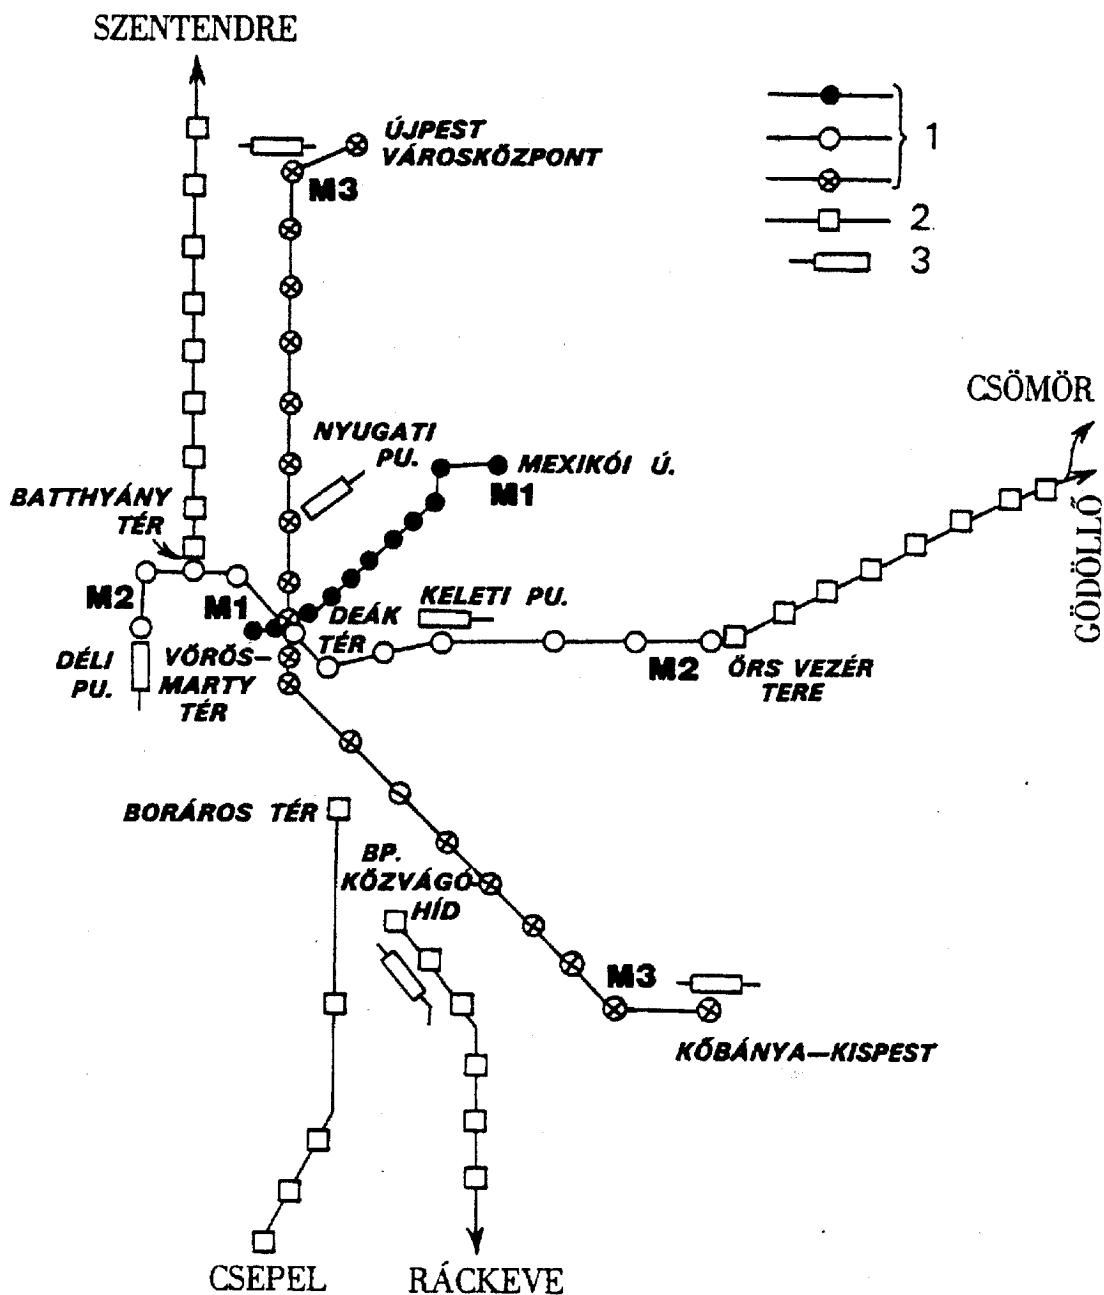 SZENTENDRE
ÚJPEST
VÁROSKÖZPONT
M3
1
2
3
CSÖMÖR
GÖDÖLLŐ
NYUGATI
PU.
MEXIKÓI Ú.
M1
BATTHYÁNY
TÉR
M2
M1
DEÁK
TÉR
KELETI PU.
DÉLI
PU.
VÖRÖS–
MARTY
TÉR
M2
ÖRS VEZÉR
TERE
BORÁROS TÉR
BP.
KÖZVÁGÓ
HÍD
M3
KŐBÁNYA–KISPEST
CSEPEL
RÁCKEVE